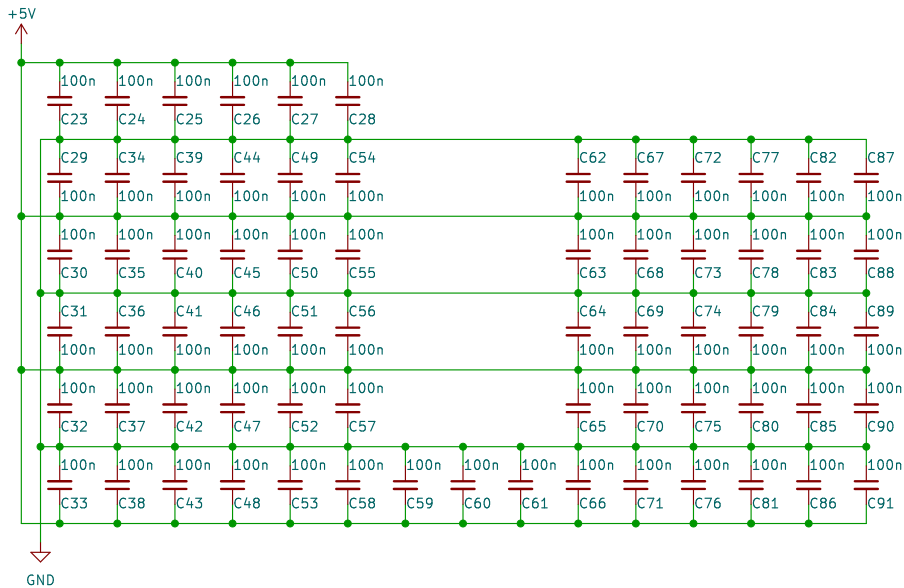 +5V
100n 100n 100n 100n 100n 100n
C23 C24 C25 C26 C27 C28
C29 C34 C39 C44 C49 C54 C62 C67 C72 C77 C82 C87
100n 100n 100n 100n 100n 100n 100n 100n 100n 100n 100n 100n
100n 100n 100n 100n 100n 100n 100n 100n 100n 100n 100n 100n
C30 C35 C40 C45 C50 C55 C63 C68 C73 C78 C83 C88
C31 C36 C41 C46 C51 C56 C64 C69 C74 C79 C84 C89
100n 100n 100n 100n 100n 100n 100n 100n 100n 100n 100n 100n
100n 100n 100n 100n 100n 100n 100n 100n 100n 100n 100n 100n
C32 C37 C42 C47 C52 C57 C65 C70 C75 C80 C85 C90
100n 100n 100n 100n 100n 100n 100n 100n 100n 100n 100n 100n 100n 100n 100n
C33 C38 C43 C48 C53 C58 C59 C60 C61 C66 C71 C76 C81 C86 C91
GND